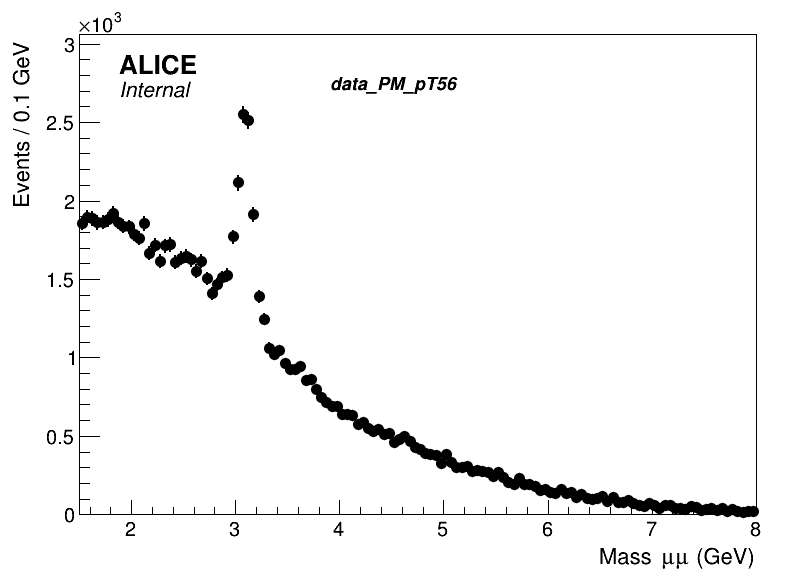 ×10³
ALICE
Internal
data_PM_pT56
Events / 0.1 GeV
3
2.5
2
1.5
1
0.5
0
2 3 4 5 6 7 8
Mass μμ (GeV)